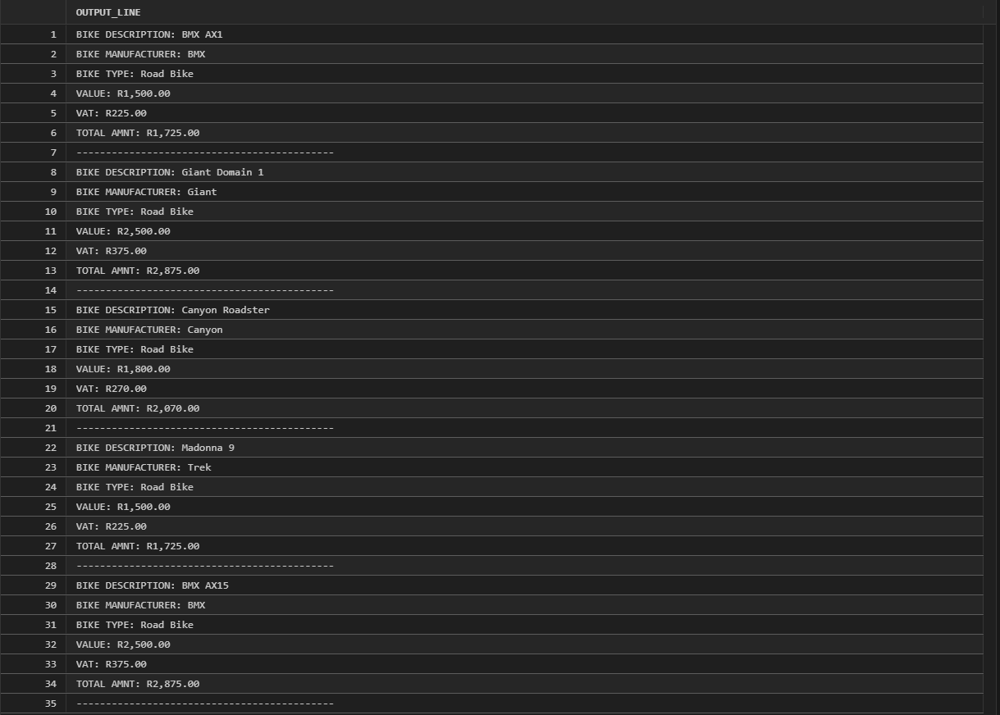 OUTPUT_LINE
1 BIKE DESCRIPTION: BMX AX1
2 BIKE MANUFACTURER: BMX
3 BIKE TYPE: Road Bike
4 VALUE: R1,500.00
5 VAT: R225.00
6 TOTAL AMNT: R1,725.00
7 --------------------------------------------
8 BIKE DESCRIPTION: Giant Domain 1
9 BIKE MANUFACTURER: Giant
10 BIKE TYPE: Road Bike
11 VALUE: R2,500.00
12 VAT: R375.00
13 TOTAL AMNT: R2,875.00
14 --------------------------------------------
15 BIKE DESCRIPTION: Canyon Roadster
16 BIKE MANUFACTURER: Canyon
17 BIKE TYPE: Road Bike
18 VALUE: R1,800.00
19 VAT: R270.00
20 TOTAL AMNT: R2,070.00
21 --------------------------------------------
22 BIKE DESCRIPTION: Madonna 9
23 BIKE MANUFACTURER: Trek
24 BIKE TYPE: Road Bike
25 VALUE: R1,500.00
26 VAT: R225.00
27 TOTAL AMNT: R1,725.00
28 --------------------------------------------
29 BIKE DESCRIPTION: BMX AX15
30 BIKE MANUFACTURER: BMX
31 BIKE TYPE: Road Bike
32 VALUE: R2,500.00
33 VAT: R375.00
34 TOTAL AMNT: R2,875.00
35 --------------------------------------------